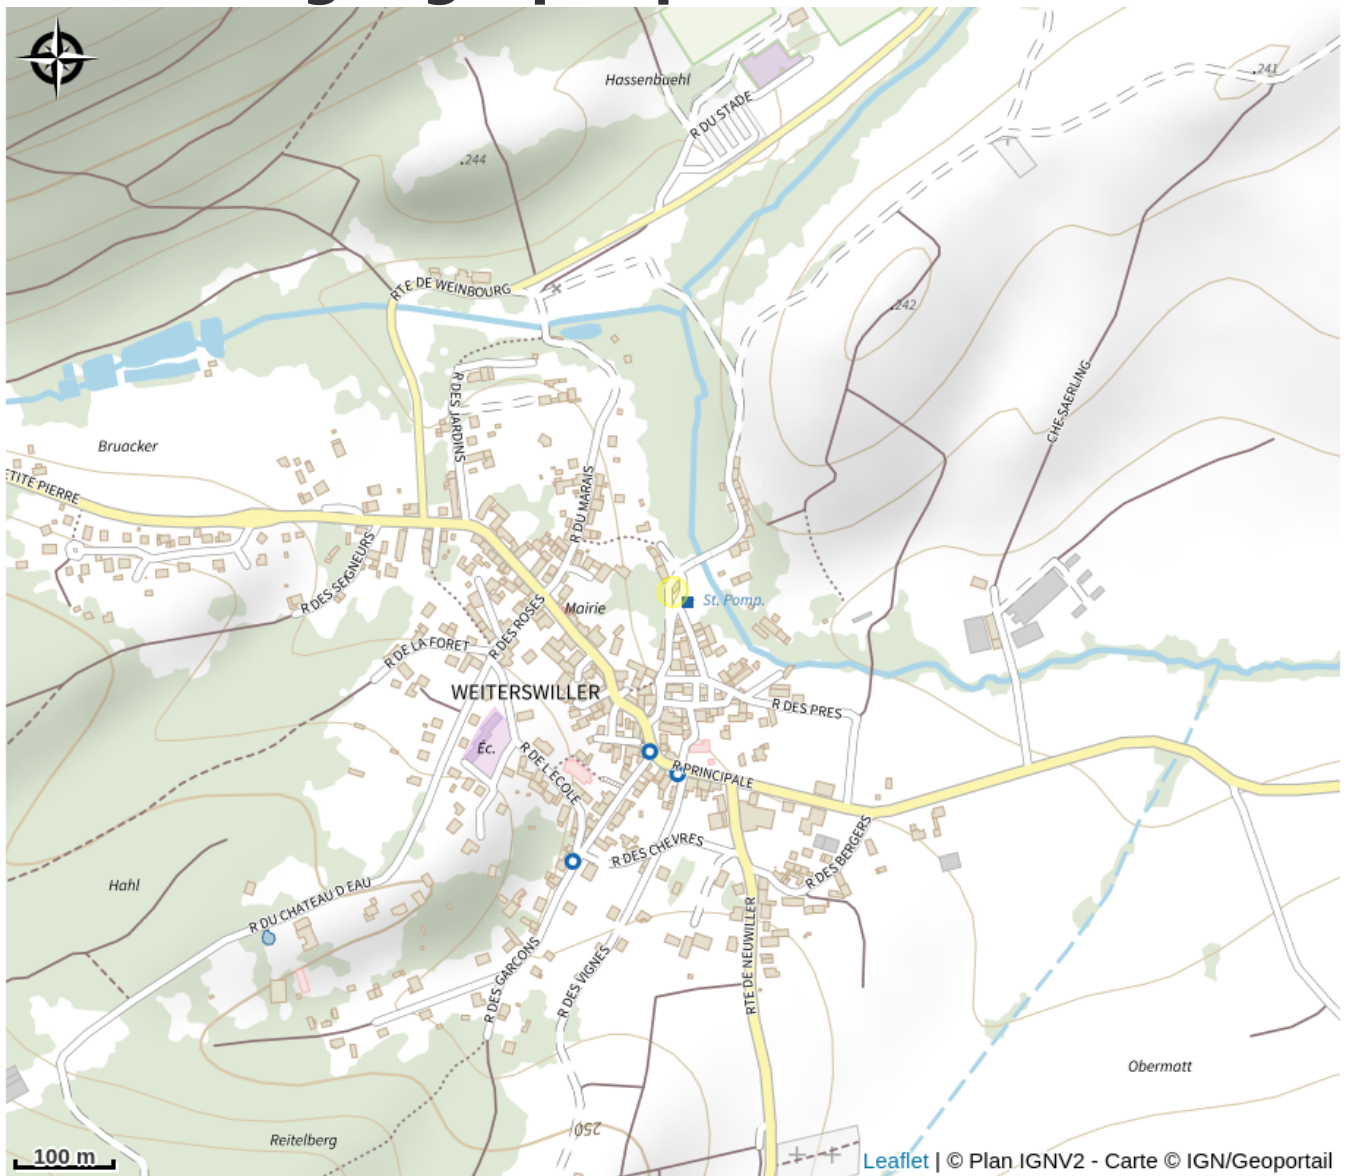 Hassenbuehl
R DU STADE
.241
.244
RTE DE WEINBOURG
.242
R DES JARDINS
CHE SAERLING
Bruacker
ETITE PIERRE
R DU MARAIS
R DES SEIGNEURS
St. Pomp.
Mairie
R DES ROSES
R DE LA FORET
WEITERSWILLER
R DES PRES
Éc.
R DE L'ECOLE
R PRINCIPALE
R DES CHEVRES
R DES BERGERS
Hahl
R DU CHATEAU D EAU
R DES GARCONS
R DES VIGNES
RTE DE NEUWILLER
Obermatt
250
Reitelberg
100 m
Leaflet | © Plan IGNV2 - Carte © IGN/Geoportail